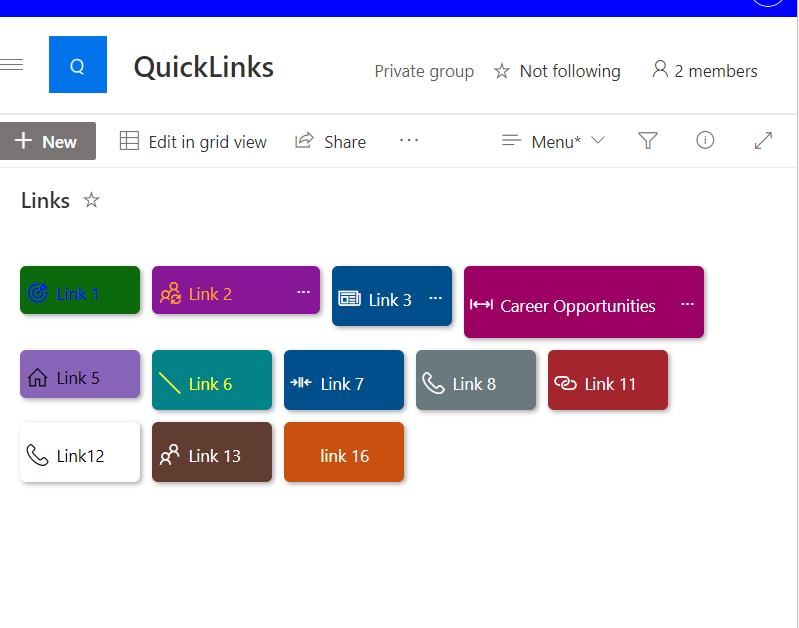 Q QuickLinks Private group Not following 2 members
New Edit in grid view Share ··· Menu*
Links
Link 1 Link 2 ··· Link 3 ··· Career Opportunities ···
Link 5 Link 6 Link 7 Link 8 Link 11
Link12 Link 13 link 16